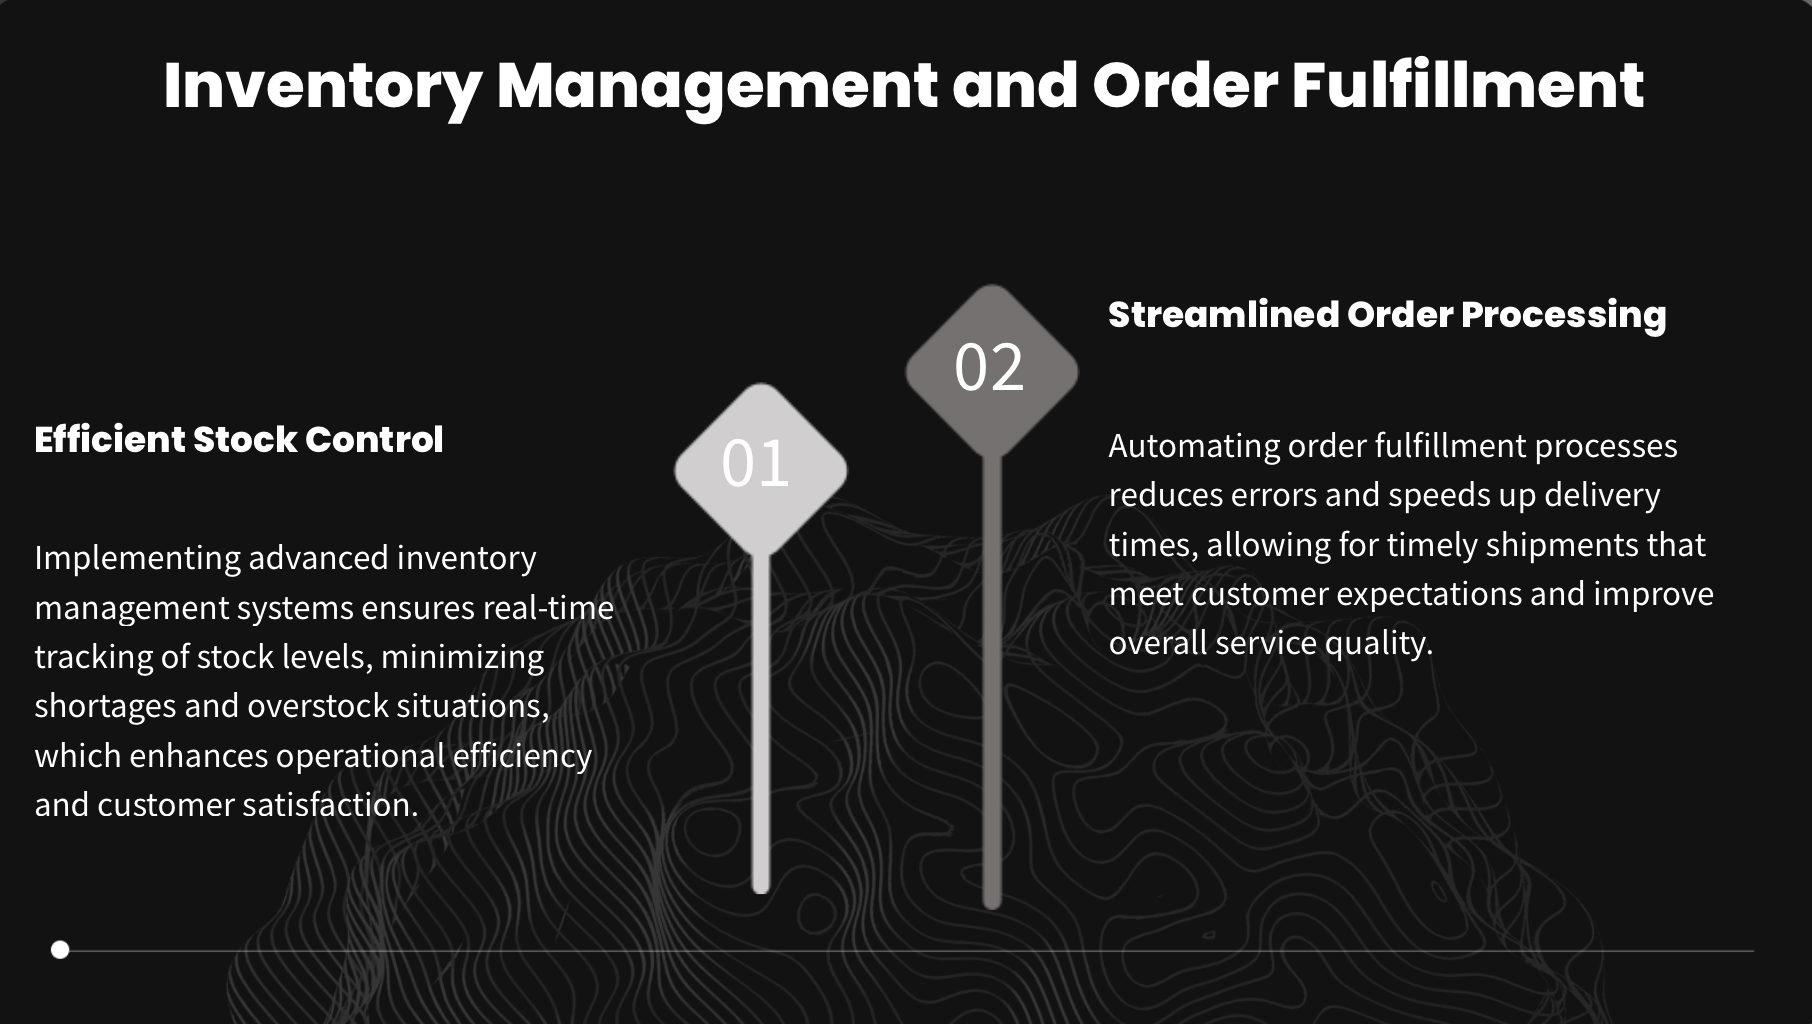 Inventory Management and Order Fulfillment
01
Efficient Stock Control
Implementing advanced inventory
management systems ensures real-time
tracking of stock levels, minimizing
shortages and overstock situations,
which enhances operational efficiency
and customer satisfaction.
02
Streamlined Order Processing
Automating order fulfillment processes
reduces errors and speeds up delivery
times, allowing for timely shipments that
meet customer expectations and improve
overall service quality.